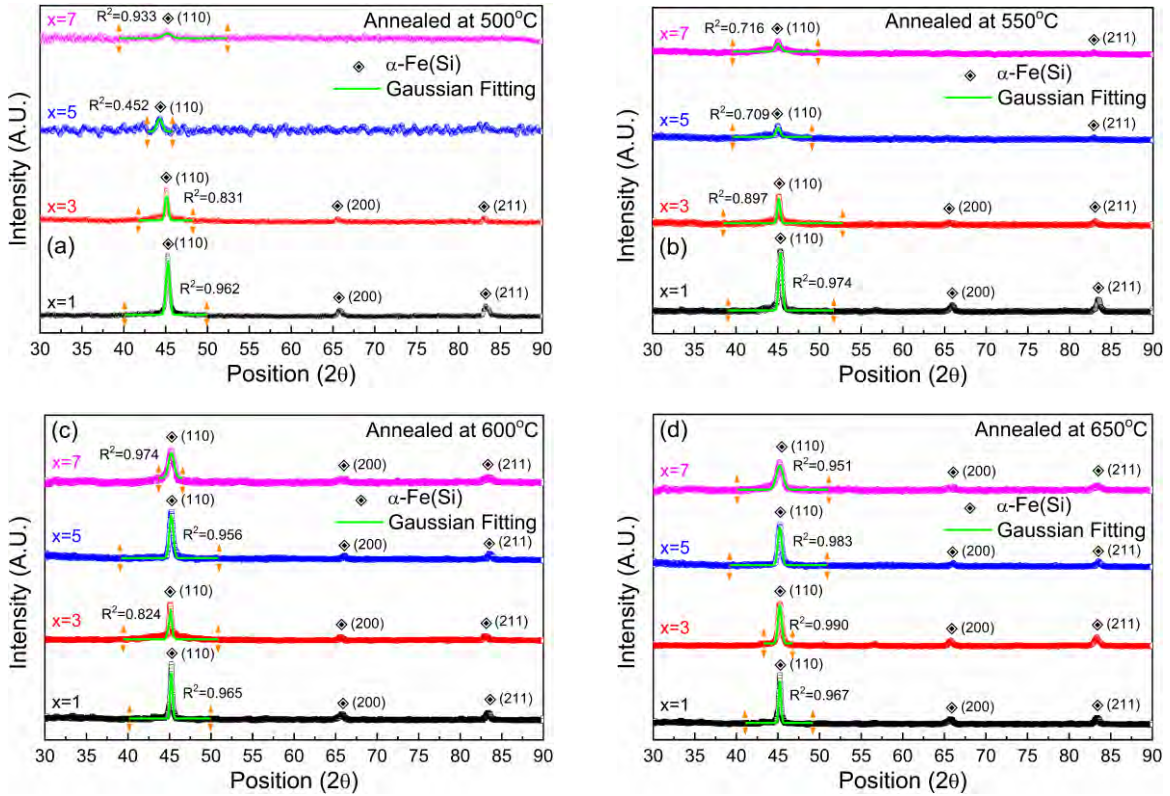 x=7
R²=0.933
(110)
Annealed at 500°C
α-Fe(Si)
Gaussian Fitting
x=5
R²=0.452
(110)
x=3
(110)
R²=0.831
(200)
(211)
(a)
(110)
x=1
R²=0.962
(200)
(211)
30 35 40 45 50 55 60 65 70 75 80 85 90
Position (2θ)
Intensity (A.U.)
Annealed at 550°C
x=7
R²=0.716
(110)
(211)
α-Fe(Si)
Gaussian Fitting
x=5
R²=0.709
(110)
(211)
x=3
(110)
R²=0.897
(200)
(211)
(b)
(110)
x=1
R²=0.974
(200)
(211)
30 35 40 45 50 55 60 65 70 75 80 85 90
Position (2θ)
Intensity (A.U.)
(c)
(110)
Annealed at 600°C
x=7
R²=0.974
(200)
(211)
(110)
α-Fe(Si)
Gaussian Fitting
x=5
R²=0.956
(200)
(211)
(110)
x=3
R²=0.824
(200)
(211)
(110)
x=1
R²=0.965
(200)
(211)
30 35 40 45 50 55 60 65 70 75 80 85 90
Position (2θ)
Intensity (A.U.)
(d)
Annealed at 650°C
(110)
x=7
R²=0.951
(200)
(211)
α-Fe(Si)
(110)
Gaussian Fitting
x=5
R²=0.983
(200)
(211)
(110)
x=3
R²=0.990
(200)
(211)
(110)
x=1
R²=0.967
(200)
(211)
30 35 40 45 50 55 60 65 70 75 80 85 90
Position (2θ)
Intensity (A.U.)